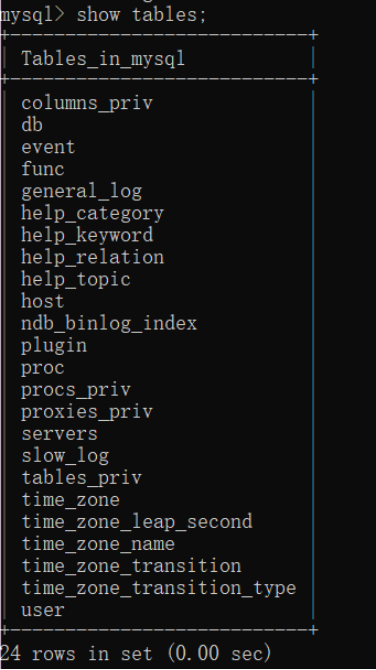 mysql> show tables;
+---------------------------+
| Tables_in_mysql           |
+---------------------------+
| columns_priv              |
| db                        |
| event                     |
| func                      |
| general_log               |
| help_category             |
| help_keyword              |
| help_relation             |
| help_topic                |
| host                      |
| ndb_binlog_index          |
| plugin                    |
| proc                      |
| procs_priv                |
| proxies_priv              |
| servers                   |
| slow_log                  |
| tables_priv               |
| time_zone                 |
| time_zone_leap_second     |
| time_zone_name            |
| time_zone_transition      |
| time_zone_transition_type |
| user                      |
+---------------------------+
24 rows in set (0.00 sec)